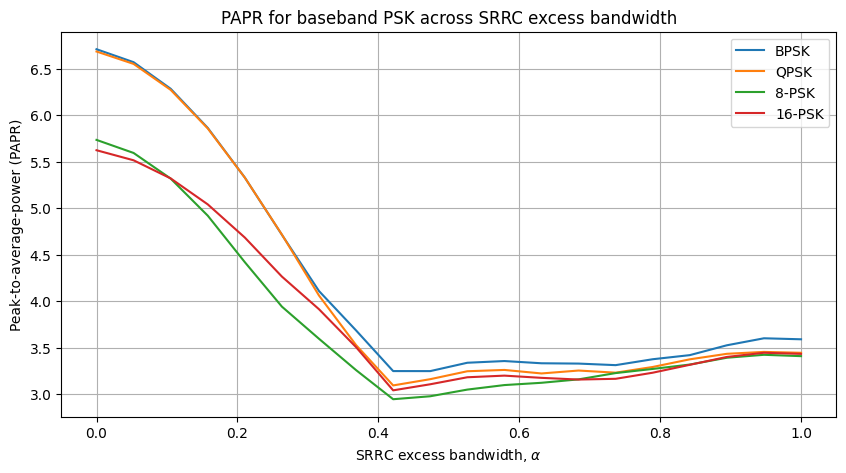 PAPR for baseband PSK across SRRC excess bandwidth
BPSK
QPSK
8-PSK
16-PSK
Peak-to-average-power (PAPR)
6.5
6.0
5.5
5.0
4.5
4.0
3.5
3.0
0.0 0.2 0.4 0.6 0.8 1.0
SRRC excess bandwidth, α